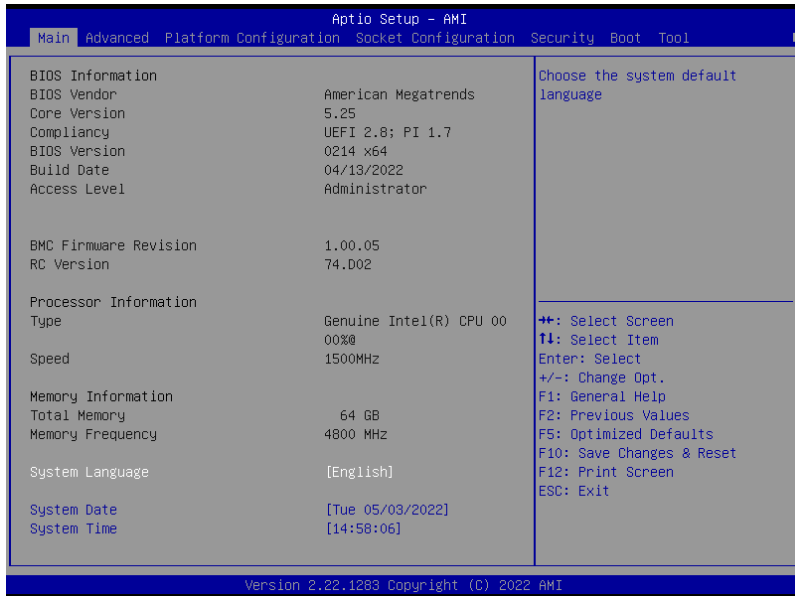 Aptio Setup – AMI
Main Advanced Platform Configuration Socket Configuration Security Boot Tool
BIOS Information
BIOS Vendor American Megatrends
Core Version 5.25
Compliancy UEFI 2.8; PI 1.7
BIOS Version 0214 x64
Build Date 04/13/2022
Access Level Administrator
BMC Firmware Revision 1.00.05
RC Version 74.D02
Processor Information
Type Genuine Intel(R) CPU 00
00%@
Speed 1500MHz
Memory Information
Total Memory 64 GB
Memory Frequency 4800 MHz
System Language [English]
System Date [Tue 05/03/2022]
System Time [14:58:06]
Choose the system default
language
→←: Select Screen
↑↓: Select Item
Enter: Select
+/-: Change Opt.
F1: General Help
F2: Previous Values
F5: Optimized Defaults
F10: Save Changes & Reset
F12: Print Screen
ESC: Exit
Version 2.22.1283 Copyright (C) 2022 AMI